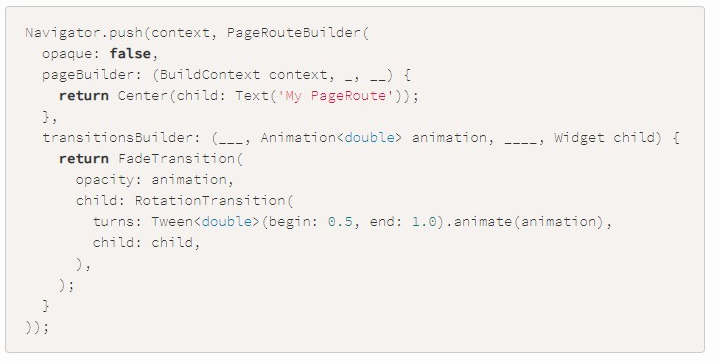 Navigator.push(context, PageRouteBuilder(
  opaque: false,
  pageBuilder: (BuildContext context, _, __) {
    return Center(child: Text('My PageRoute'));
  },
  transitionsBuilder: (___, Animation<double> animation, ____, Widget child) {
    return FadeTransition(
      opacity: animation,
      child: RotationTransition(
        turns: Tween<double>(begin: 0.5, end: 1.0).animate(animation),
        child: child,
      ),
    );
  }
));